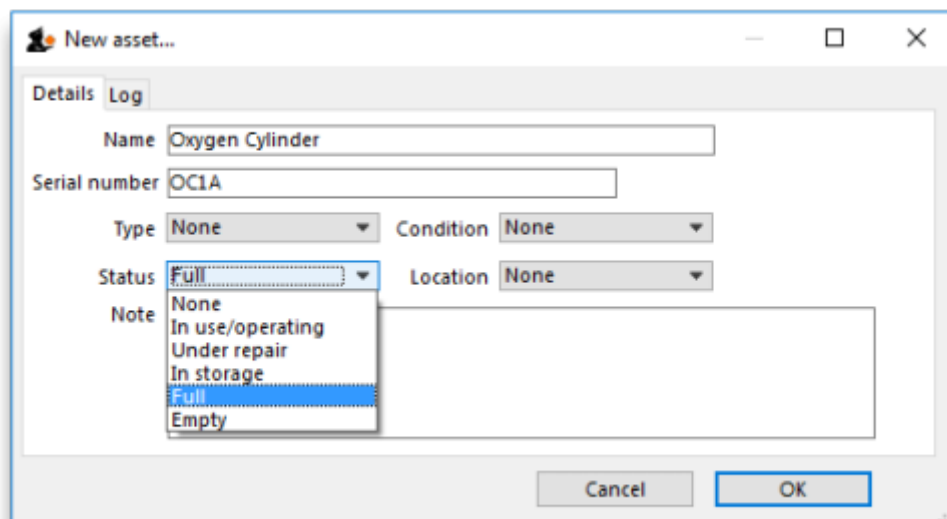 New asset...
Details Log
Name Oxygen Cylinder
Serial number OC1A
Type None Condition None
Status Full Location None
Note
None
In use/operating
Under repair
In storage
Full
Empty
Cancel OK